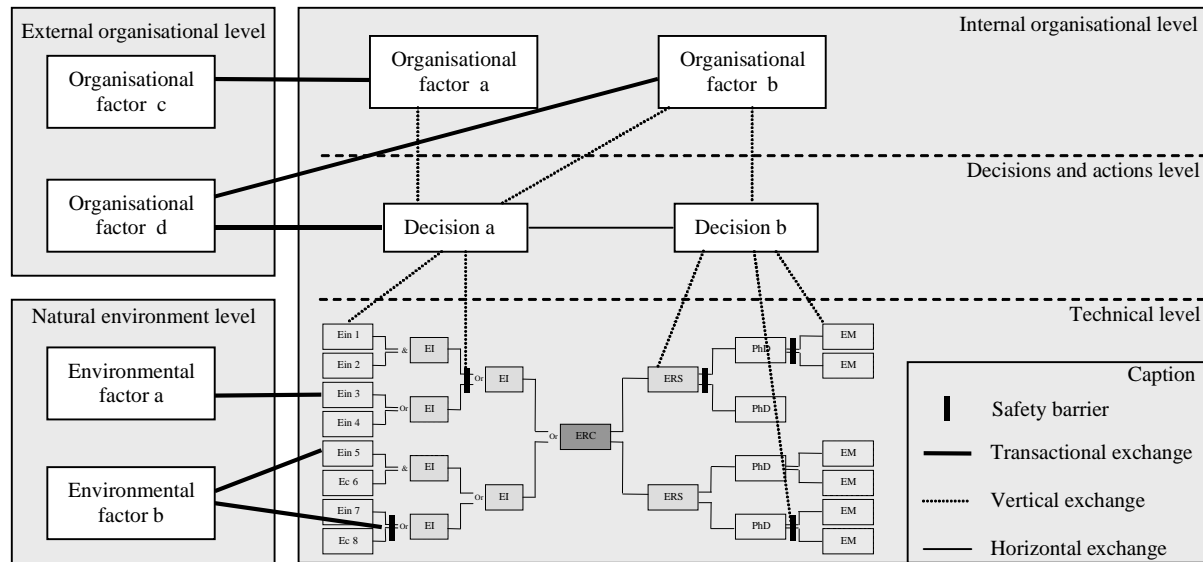 External organisational level
Organisational
factor c
Organisational
factor d
Natural environment level
Environmental
factor a
Environmental
factor b
Internal organisational level
Organisational
factor a
Organisational
factor b
Decisions and actions level
Decision a
Decision b
Technical level
Ein 1
Ein 2
Ein 3
Ein 4
Ein 5
Ec 6
Ein 7
Ec 8
&
Or
&
Or
EI
EI
EI
EI
Or
Or
EI
EI
Or
ERC
ERS
ERS
PhD
PhD
PhD
PhD
EM
EM
EM
EM
EM
EM
Caption
Safety barrier
Transactional exchange
Vertical exchange
Horizontal exchange